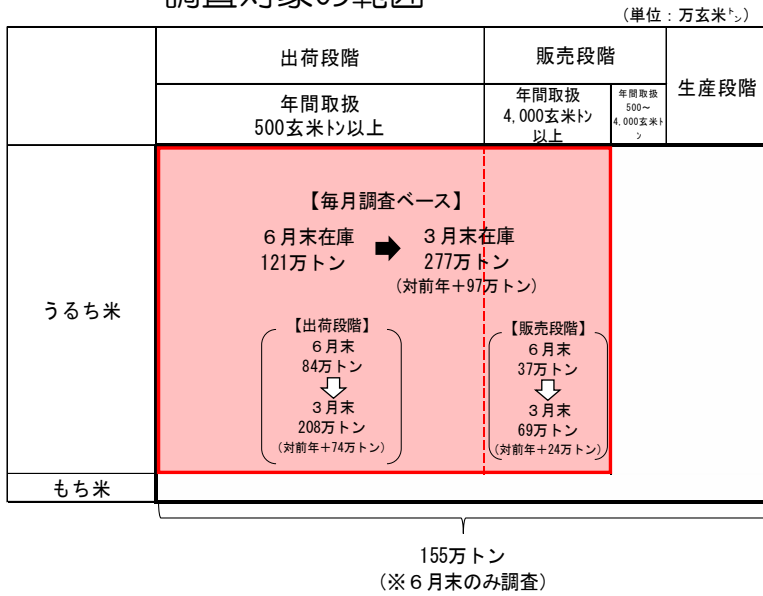 調査対象の範囲
（単位：万玄米㌧）
出荷段階
販売段階
生産段階
年間取扱
500玄米㌧以上
年間取扱
4,000玄米㌧
以上
年間取扱
500～
4,000玄米ト
ン
うるち米
【毎月調査ベース】
６月末在庫
121万トン
３月末在庫
277万トン
（対前年＋97万トン）
【出荷段階】
６月末
84万トン
３月末
208万トン
（対前年＋74万トン）
【販売段階】
６月末
37万トン
３月末
69万トン
（対前年＋24万トン）
もち米
155万トン
（※６月末のみ調査）